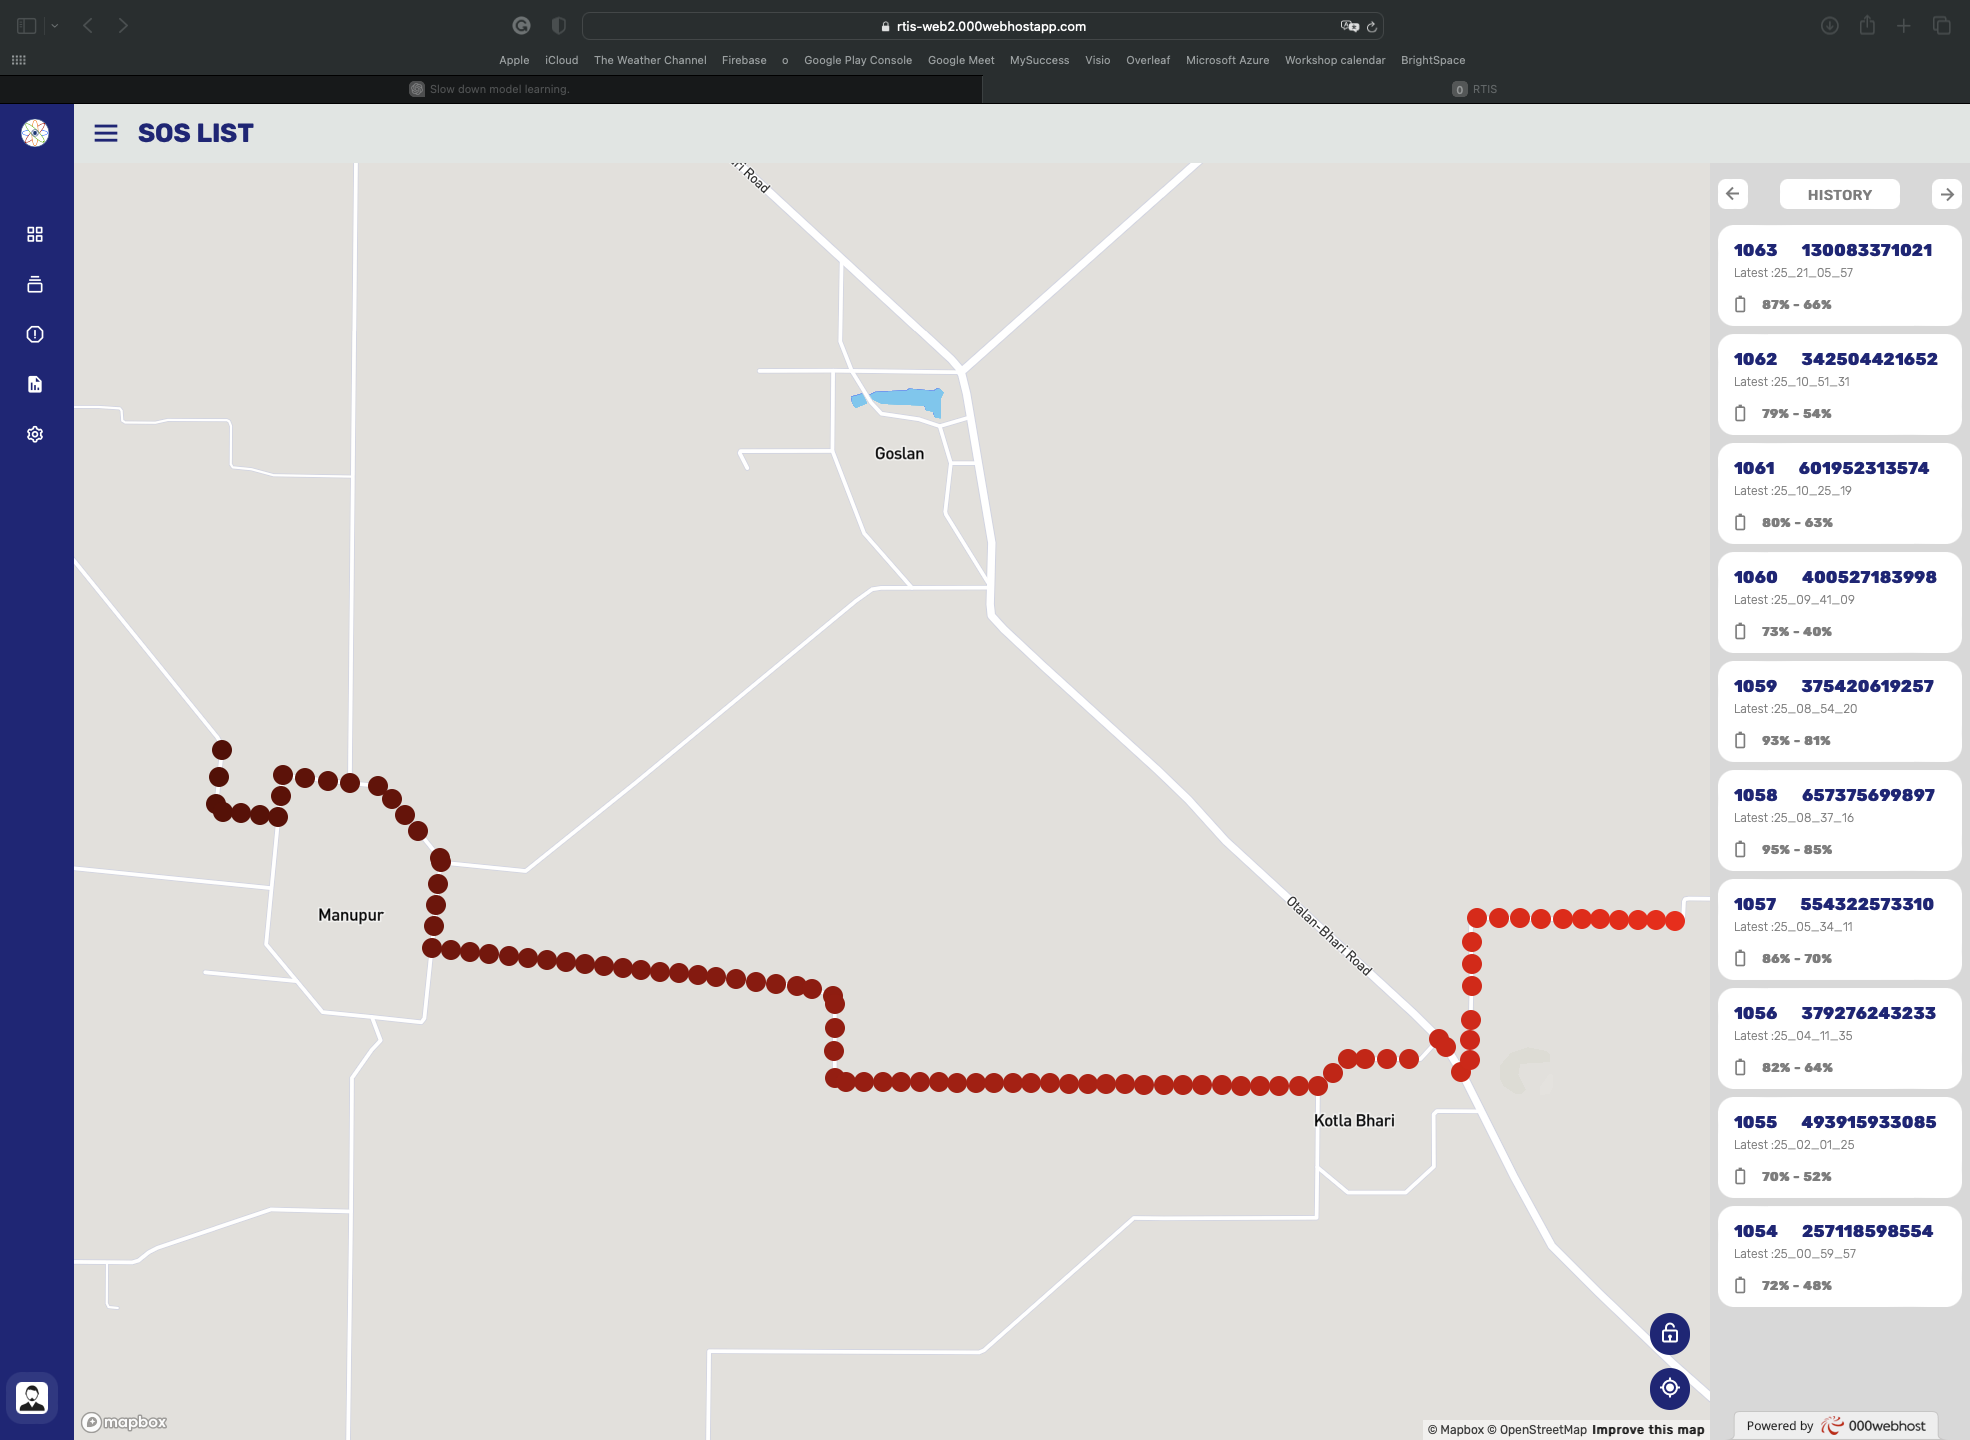 rtis-web2.000webhostapp.com
Apple iCloud The Weather Channel Firebase o Google Play Console Google Meet MySuccess Visio Overleaf Microsoft Azure Workshop calendar BrightSpace
Slow down model learning.
0 RTIS
SOS LIST
ri Road
Goslan
Manupur
Otalan-Bhari Road
Kotla Bhari
HISTORY
1063 130083371021
Latest :25_21_05_57
87% - 66%
1062 342504421652
Latest :25_10_51_31
79% - 54%
1061 601952313574
Latest :25_10_25_19
80% - 63%
1060 400527183998
Latest :25_09_41_09
73% - 40%
1059 375420619257
Latest :25_08_54_20
93% - 81%
1058 657375699897
Latest :25_08_37_16
95% - 85%
1057 554322573310
Latest :25_05_34_11
86% - 70%
1056 379276243233
Latest :25_04_11_35
82% - 64%
1055 493915933085
Latest :25_02_01_25
70% - 52%
1054 257118598554
Latest :25_00_59_57
72% - 48%
mapbox
© Mapbox © OpenStreetMap Improve this map
Powered by 000webhost